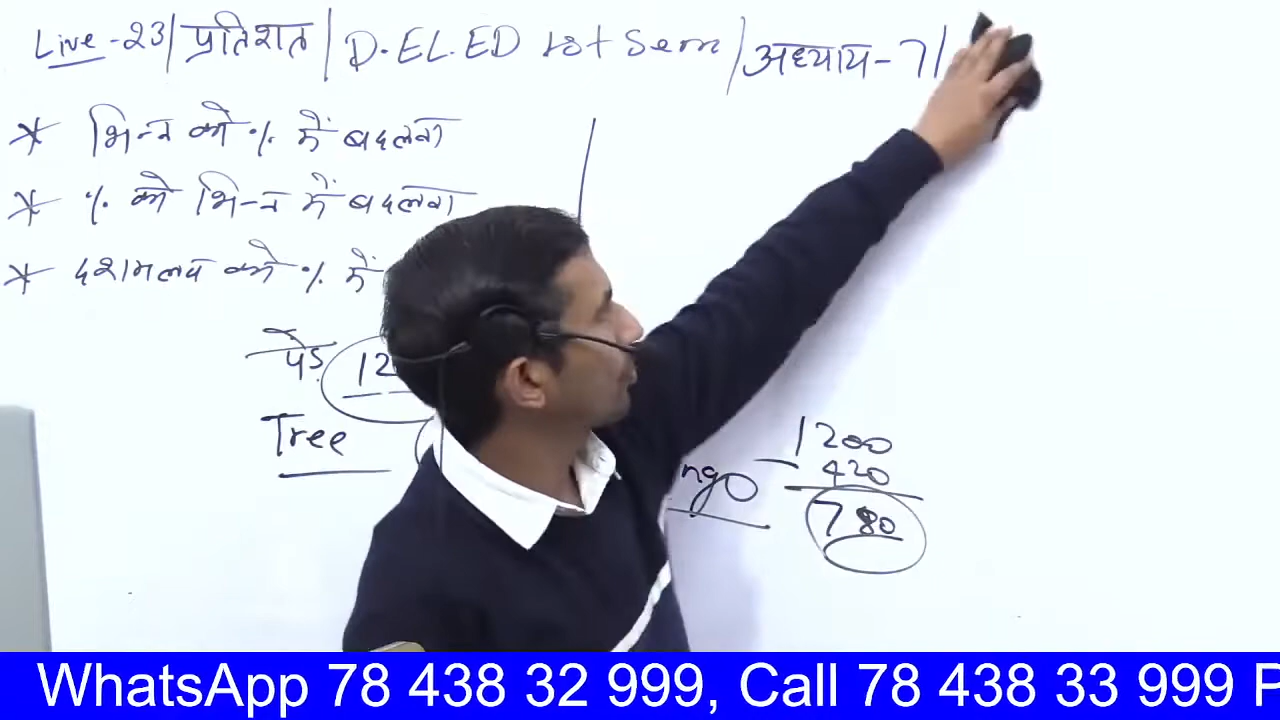 Live-23/प्रतिशत/D.EL.ED 1st Sem/अध्याय-7/
* भिन्न को % में बदलना
* % को भिन्न में बदलना
* दशमलव को % में
पेड़ 12
Tree
ngo
1200
- 420
780
WhatsApp 78 438 32 999, Call 78 438 33 999 P